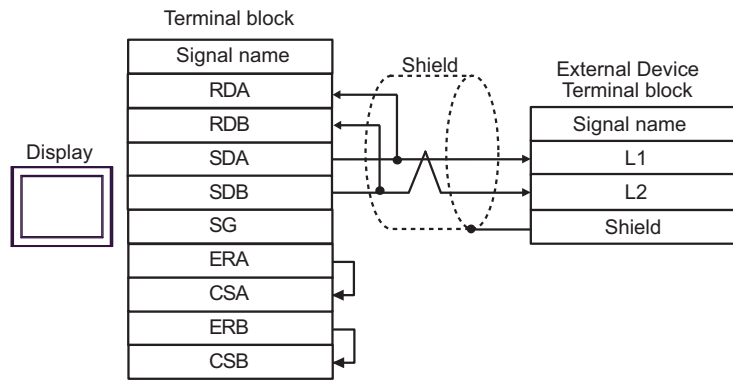 Terminal block
Signal name
RDA
RDB
SDA
SDB
SG
ERA
CSA
ERB
CSB
Display
Shield
External Device
Terminal block
Signal name
L1
L2
Shield